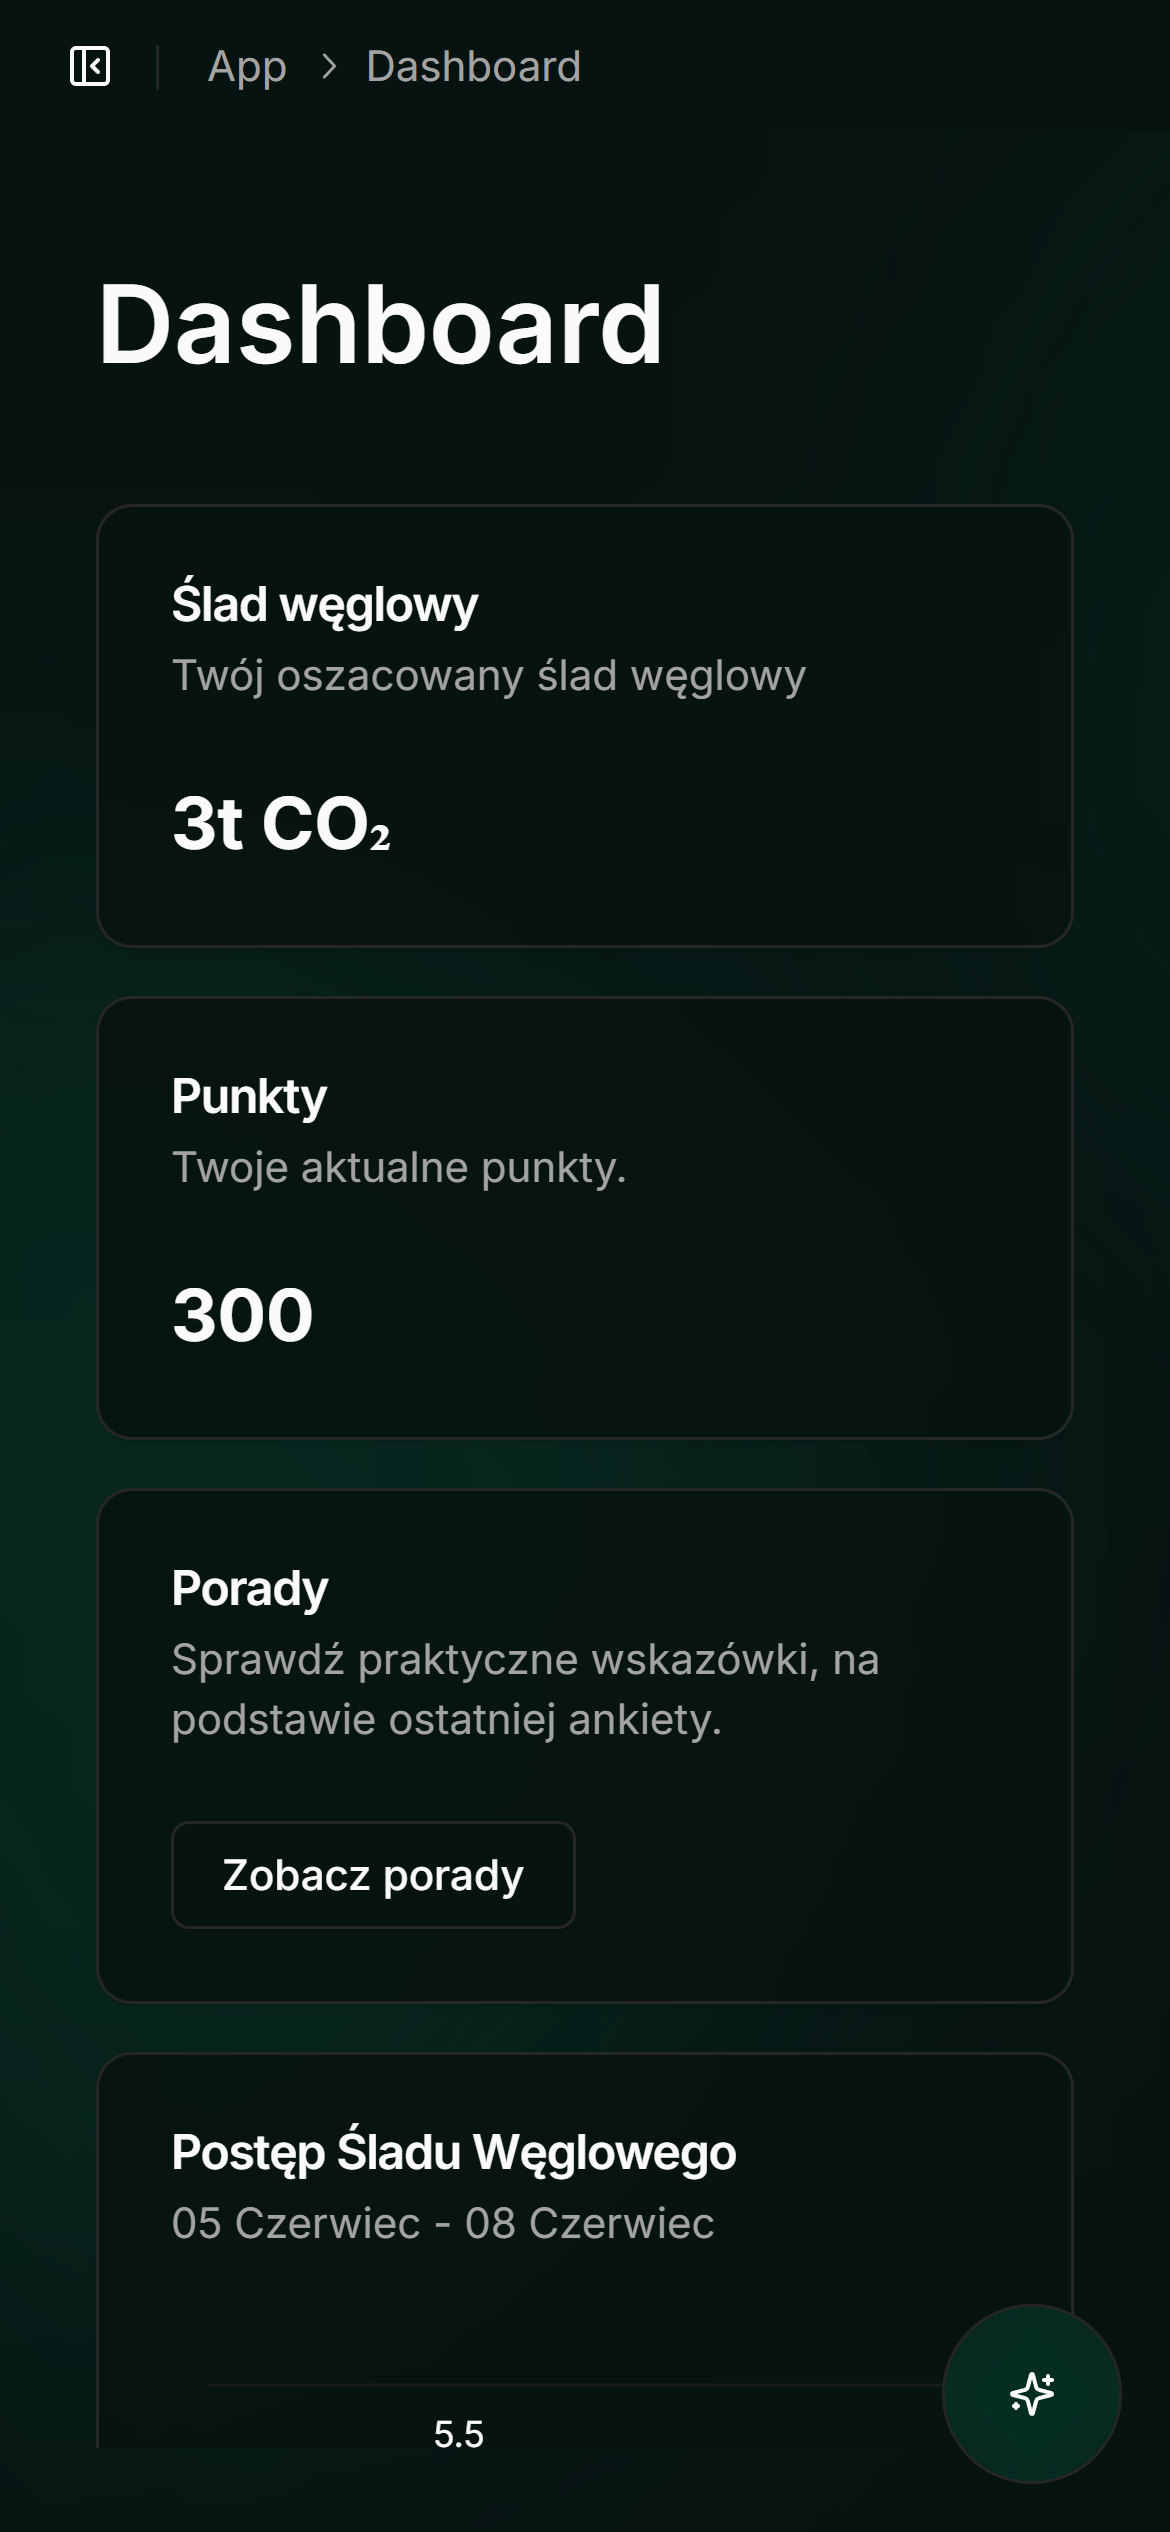 App > Dashboard
Dashboard
Ślad węglowy
Twój oszacowany ślad węglowy
3t CO₂
Punkty
Twoje aktualne punkty.
300
Porady
Sprawdź praktyczne wskazówki, na
podstawie ostatniej ankiety.
Zobacz porady
Postęp Śladu Węglowego
05 Czerwiec - 08 Czerwiec
5.5